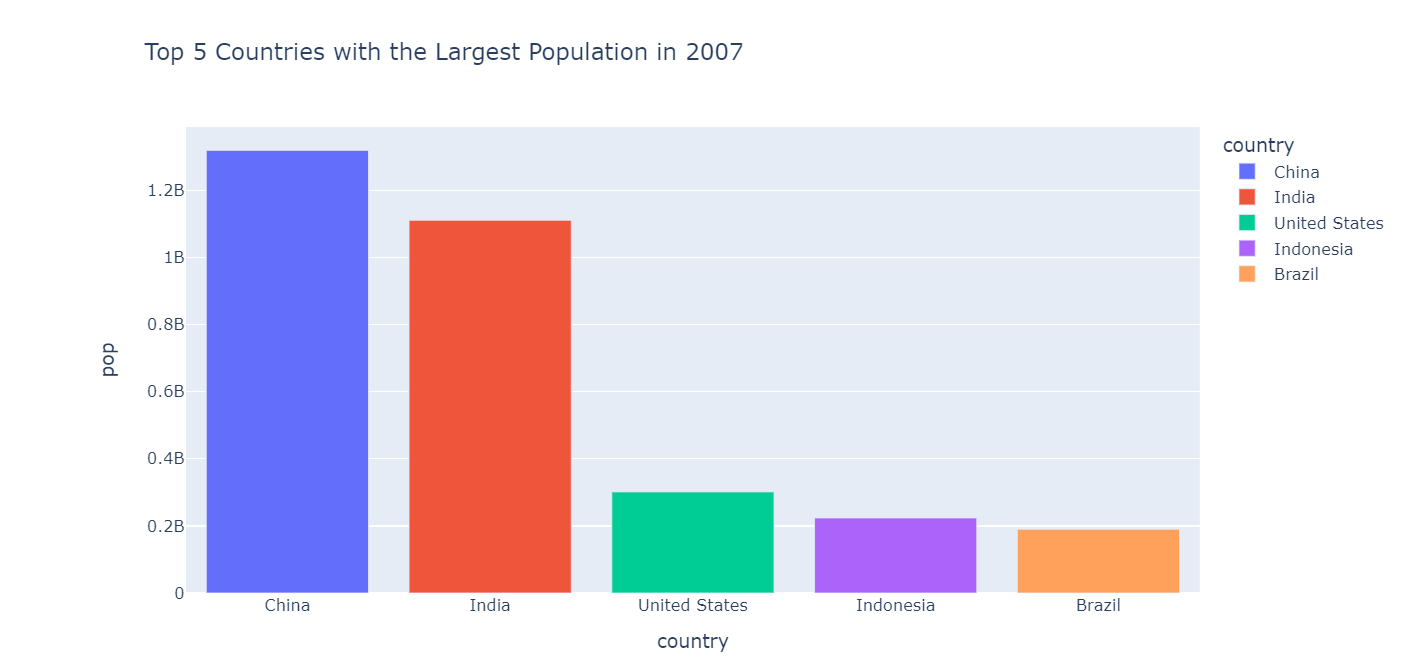 Top 5 Countries with the Largest Population in 2007
country
China
India
United States
Indonesia
Brazil
1.2B
1B
0.8B
0.6B
0.4B
0.2B
0
pop
China
India
United States
Indonesia
Brazil
country